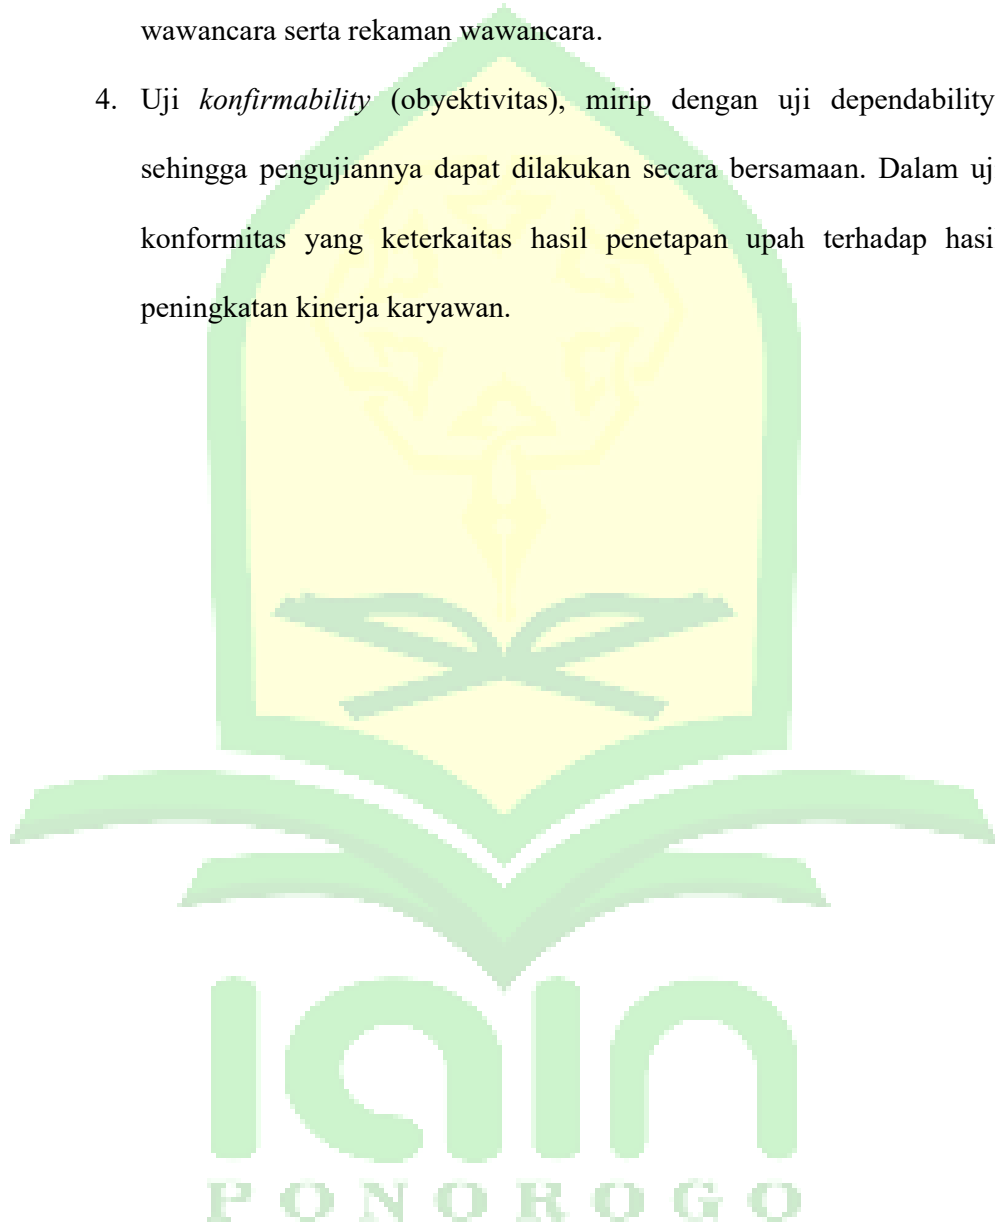 wawancara serta rekaman wawancara.
4. Uji konfirmability (obyektivitas), mirip dengan uji dependability
sehingga pengujiannya dapat dilakukan secara bersamaan. Dalam uj
konformitas yang keterkaitas hasil penetapan upah terhadap hasi
peningkatan kinerja karyawan.
iain
PONOROGO